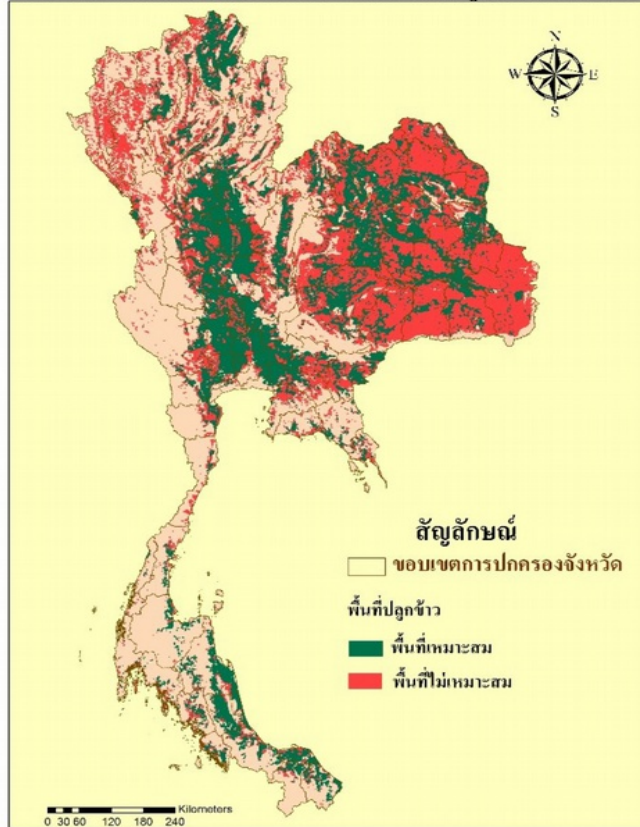 N
W E
S
สัญลักษณ์
ขอบเขตการปกครองจังหวัด
พื้นที่ปลูกข้าว
พื้นที่เหมาะสม
พื้นที่ไม่เหมาะสม
Kilometers
0 30 60 120 180 240